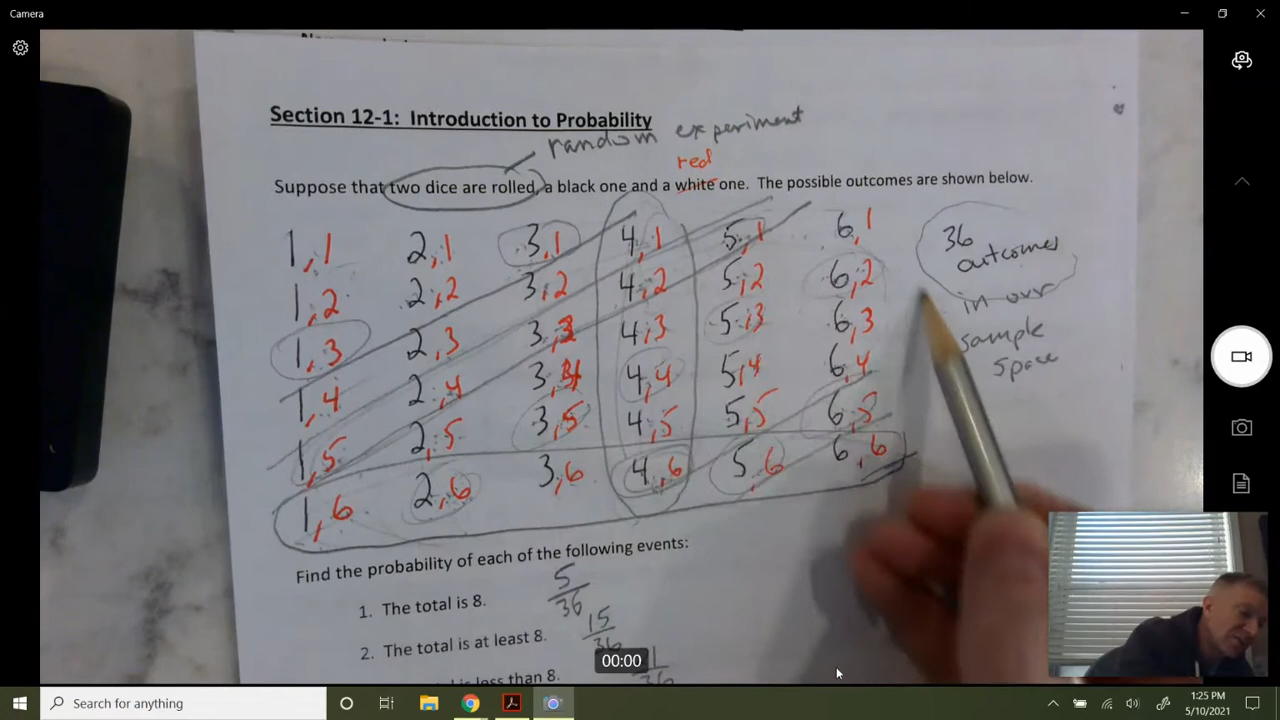 Camera
Section 12-1: Introduction to Probability
random experiment
red
Suppose that two dice are rolled, a black one and a white one. The possible outcomes are shown below.
1,1 2,1 3,1 4,1 5,1 6,1
1,2 2,2 3,2 4,2 5,2 6,2
1,3 2,3 3,3 4,3 5,3 6,3
1,4 2,4 3,4 4,4 5,4 6,4
1,5 2,5 3,5 4,5 5,5 6,5
1,6 2,6 3,6 4,6 5,6 6,6
36
outcomes
in our
sample
space
Find the probability of each of the following events:
1. The total is 8. 5/36
2. The total is at least 8. 15/36
is less than 8.
00:00
Search for anything
1:25 PM
5/10/2021